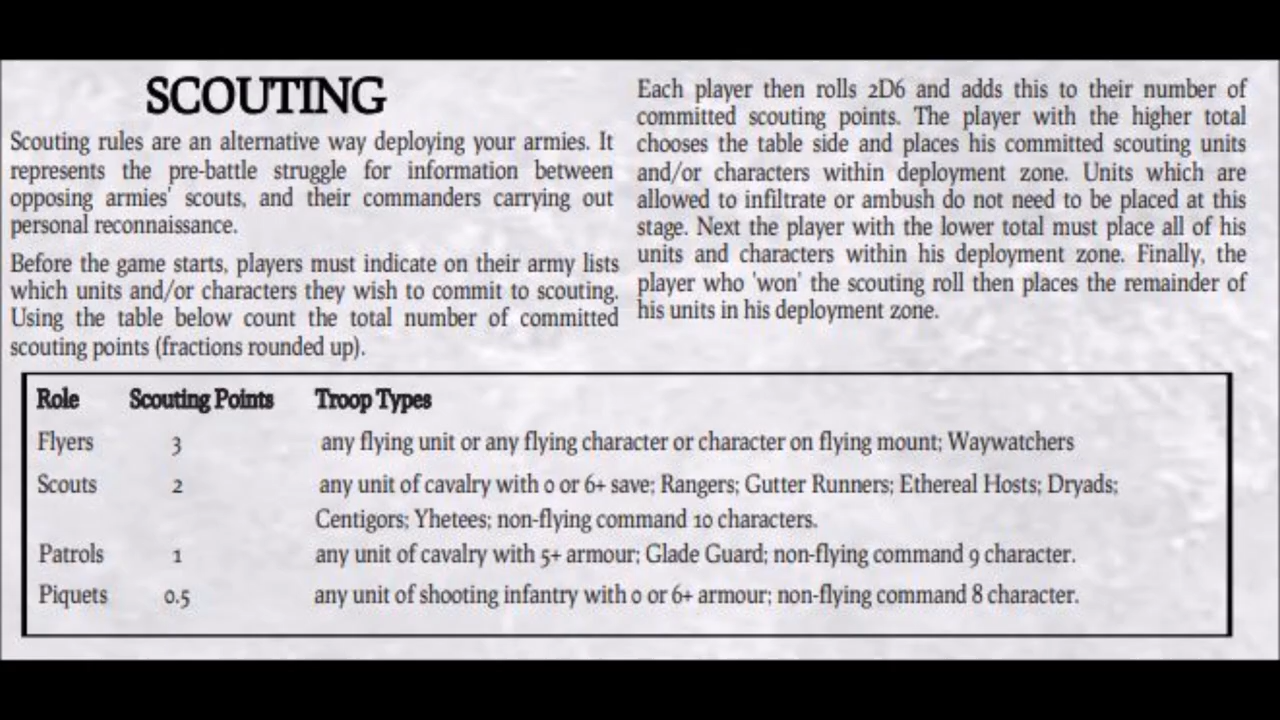 SCOUTING
Scouting rules are an alternative way deploying your armies. It
represents the pre-battle struggle for information between
opposing armies' scouts, and their commanders carrying out
personal reconnaissance.
Before the game starts, players must indicate on their army lists
which units and/or characters they wish to commit to scouting.
Using the table below count the total number of committed
scouting points (fractions rounded up).
Each player then rolls 2D6 and adds this to their number of
committed scouting points. The player with the higher total
chooses the table side and places his committed scouting units
and/or characters within deployment zone. Units which are
allowed to infiltrate or ambush do not need to be placed at this
stage. Next the player with the lower total must place all of his
units and characters within his deployment zone. Finally, the
player who 'won' the scouting roll then places the remainder of
his units in his deployment zone.
Role Scouting Points Troop Types
Flyers 3 any flying unit or any flying character or character on flying mount; Waywatchers
Scouts 2 any unit of cavalry with 0 or 6+ save; Rangers; Gutter Runners; Ethereal Hosts; Dryads;
Centigors; Yhetees; non-flying command 10 characters.
Patrols 1 any unit of cavalry with 5+ armour; Glade Guard; non-flying command 9 character.
Piquets 0.5 any unit of shooting infantry with 0 or 6+ armour; non-flying command 8 character.